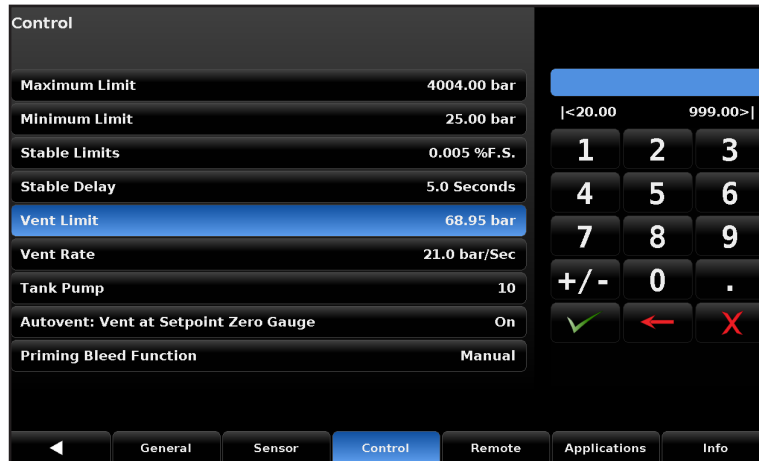 Control
Maximum Limit 4004.00 bar
Minimum Limit 25.00 bar
Stable Limits 0.005 %F.S.
Stable Delay 5.0 Seconds
Vent Limit 68.95 bar
Vent Rate 21.0 bar/Sec
Tank Pump 10
Autovent: Vent at Setpoint Zero Gauge On
Priming Bleed Function Manual
|<20.00 999.00>|
1 2 3
4 5 6
7 8 9
+/- 0 .
X
General Sensor Control Remote Applications Info